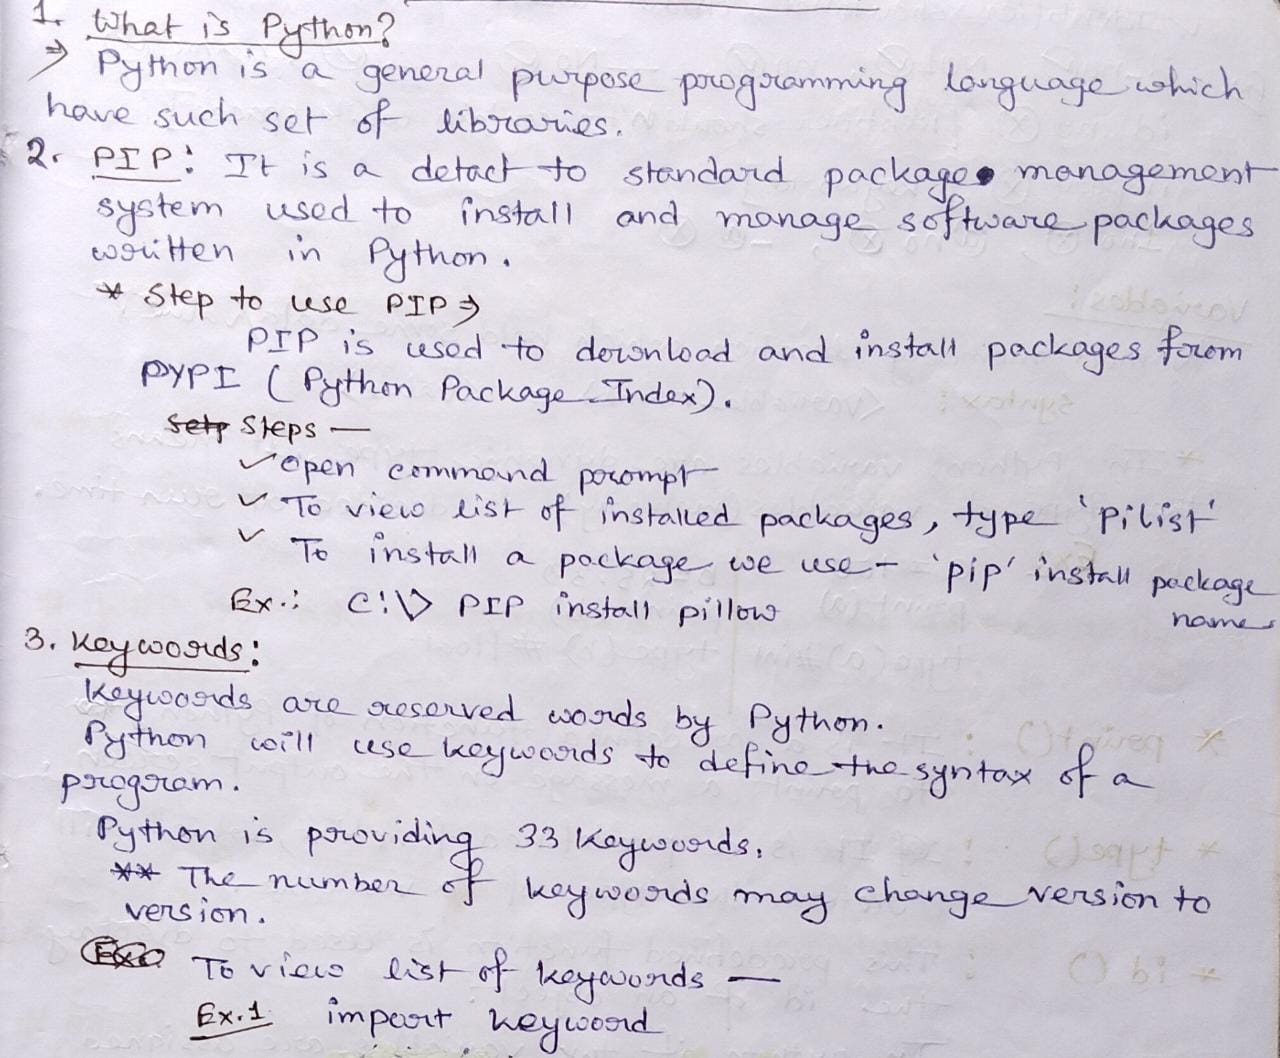 1. What is Python?
⇒ Python is a general purpose programming language which
have such set of libraries.
2. PIP: It is a detact to standard package management
system used to install and manage software packages
written in Python.
* Step to use PIP ⇒
PIP is used to download and install packages from
PYPI (Python Package Index).
Setp Steps —
✓ Open command prompt
✓ To view list of installed packages, type 'pilist'
✓ To install a package we use - 'pip' install package
name
Ex.: C:\> PIP install pillow
3. Keywords:
Keywords are reserved words by Python.
Python will use keywords to define the syntax of a
program.
Python is providing 33 Keywords.
** The number of keywords may change version to
version.
To view list of keywords —
Ex.1 import keyword